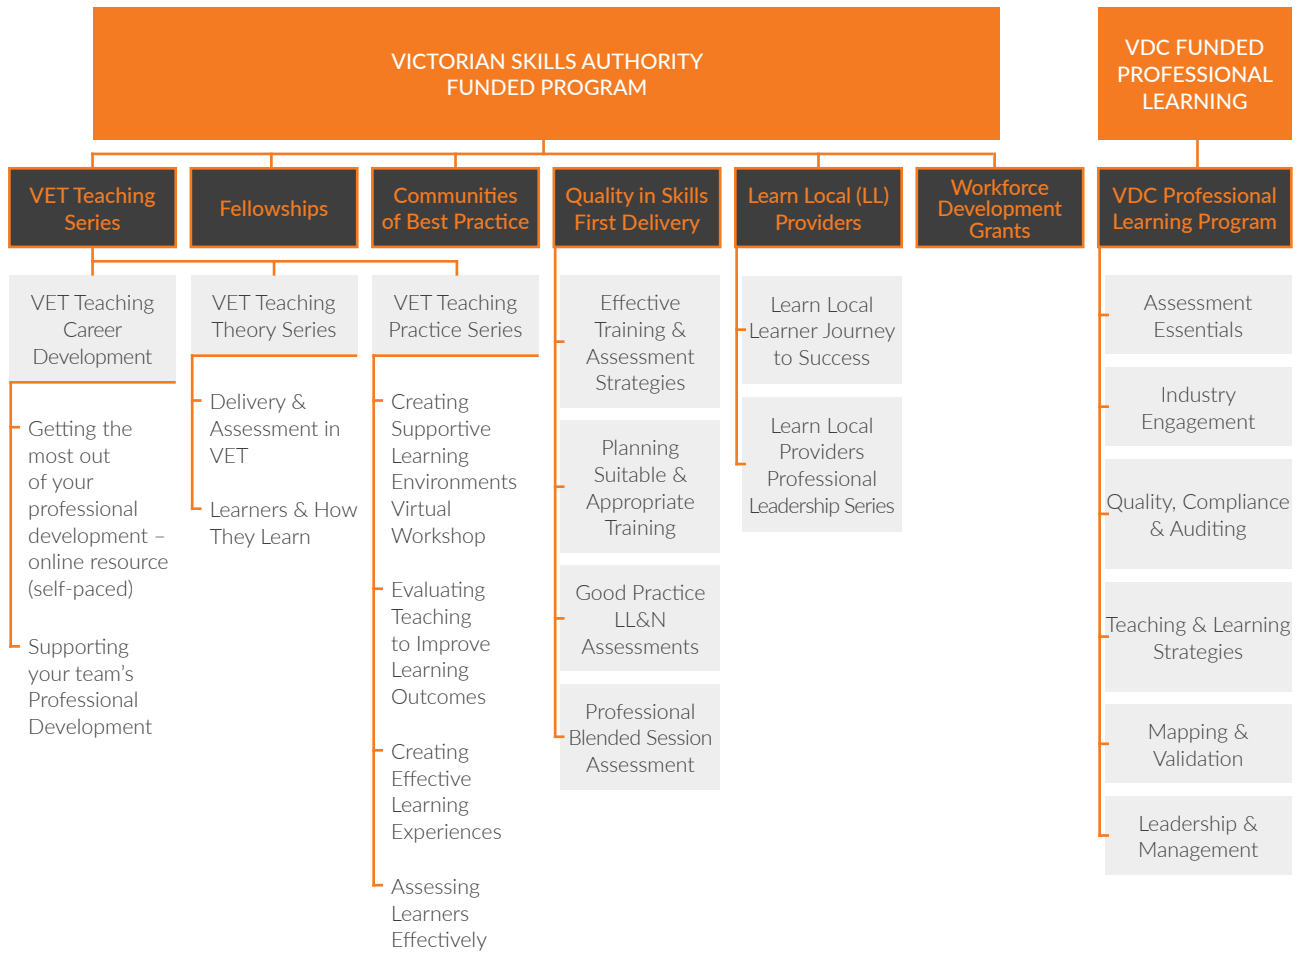 VICTORIAN SKILLS AUTHORITY
FUNDED PROGRAM
VDC FUNDED
PROFESSIONAL
LEARNING
VET Teaching
Series
Fellowships
Communities
of Best Practice
Quality in Skills
First Delivery
Learn Local (LL)
Providers
Workforce
Development
Grants
VDC Professional
Learning Program
VET Teaching
Career
Development
Getting the
most out
of your
professional
development –
online resource
(self-paced)
Supporting
your team’s
Professional
Development
VET Teaching
Theory Series
Delivery &
Assessment in
VET
Learners & How
They Learn
VET Teaching
Practice Series
Creating
Supportive
Learning
Environments
Virtual
Workshop
Evaluating
Teaching
to Improve
Learning
Outcomes
Creating
Effective
Learning
Experiences
Assessing
Learners
Effectively
Effective
Training &
Assessment
Strategies
Planning
Suitable &
Appropriate
Training
Good Practice
LL&N
Assessments
Professional
Blended Session
Assessment
Learn Local
Learner Journey
to Success
Learn Local
Providers
Professional
Leadership Series
Assessment
Essentials
Industry
Engagement
Quality, Compliance
& Auditing
Teaching & Learning
Strategies
Mapping &
Validation
Leadership &
Management